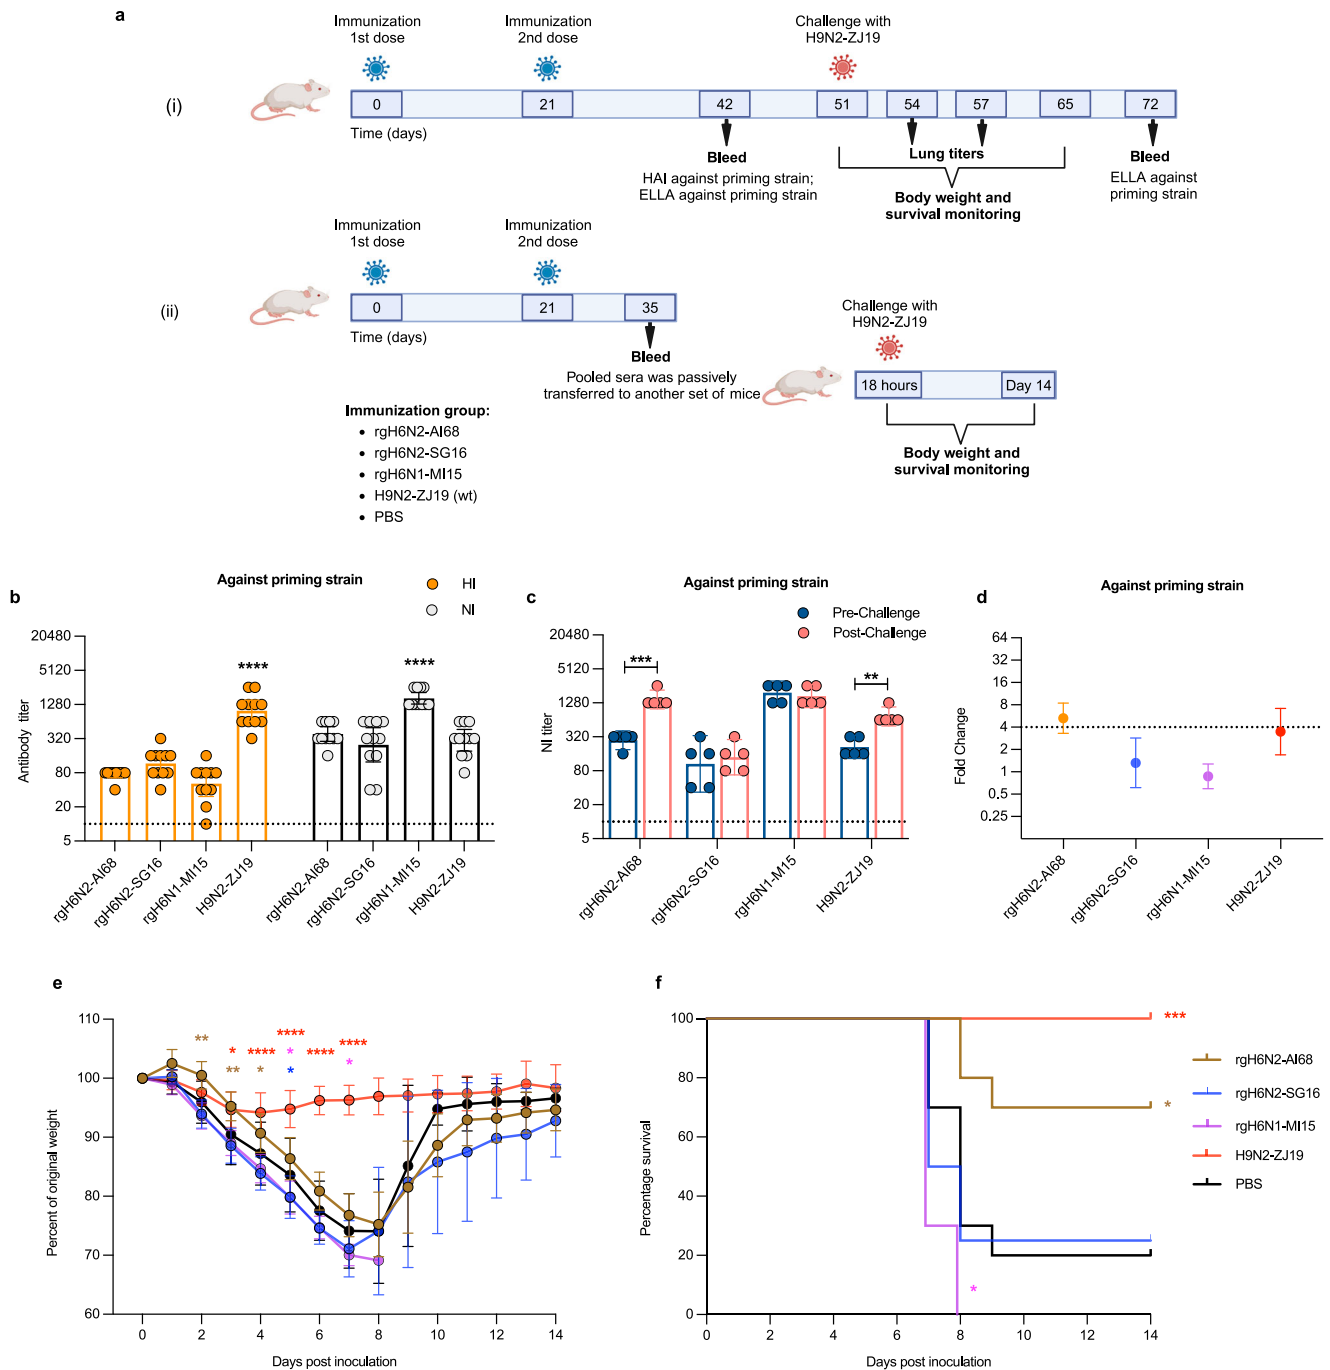 a
Immunization
1st dose
Immunization
2nd dose
Challenge with
H9N2-ZJ19
(i)
0
21
42
51
54
57
65
72
Time (days)
Bleed
HAI against priming strain;
ELLA against priming strain
Lung titers
Body weight and
survival monitoring
Bleed
ELLA against
priming strain
Immunization
1st dose
Immunization
2nd dose
(ii)
0
21
35
Time (days)
Bleed
Pooled sera was passively
transferred to another set of mice
Challenge with
H9N2-ZJ19
18 hours
Day 14
Body weight and
survival monitoring
Immunization group:
• rgH6N2-AI68
• rgH6N2-SG16
• rgH6N1-MI15
• H9N2-ZJ19 (wt)
• PBS
b
Against priming strain
HI
NI
Antibody titer
20480
5120
1280
320
80
20
5
****
****
rgH6N2-AI68
rgH6N2-SG16
rgH6N1-MI15
H9N2-ZJ19
rgH6N2-AI68
rgH6N2-SG16
rgH6N1-MI15
H9N2-ZJ19
c
Against priming strain
Pre-Challenge
Post-Challenge
NI titer
20480
5120
1280
320
80
20
5
***
**
rgH6N2-AI68
rgH6N2-SG16
rgH6N1-MI15
H9N2-ZJ19
d
Against priming strain
Fold Change
64
32
16
8
4
2
1
0.5
0.25
rgH6N2-AI68
rgH6N2-SG16
rgH6N1-MI15
H9N2-ZJ19
e
Percent of original weight
110
100
90
80
70
60
**
*
**
****
*
****
*
*
****
****
*
0 2 4 6 8 10 12 14
Days post inoculation
f
Percentage survival
100
80
60
40
20
0
***
*
*
0 2 4 6 8 10 12 14
Days post inoculation
rgH6N2-AI68
rgH6N2-SG16
rgH6N1-MI15
H9N2-ZJ19
PBS